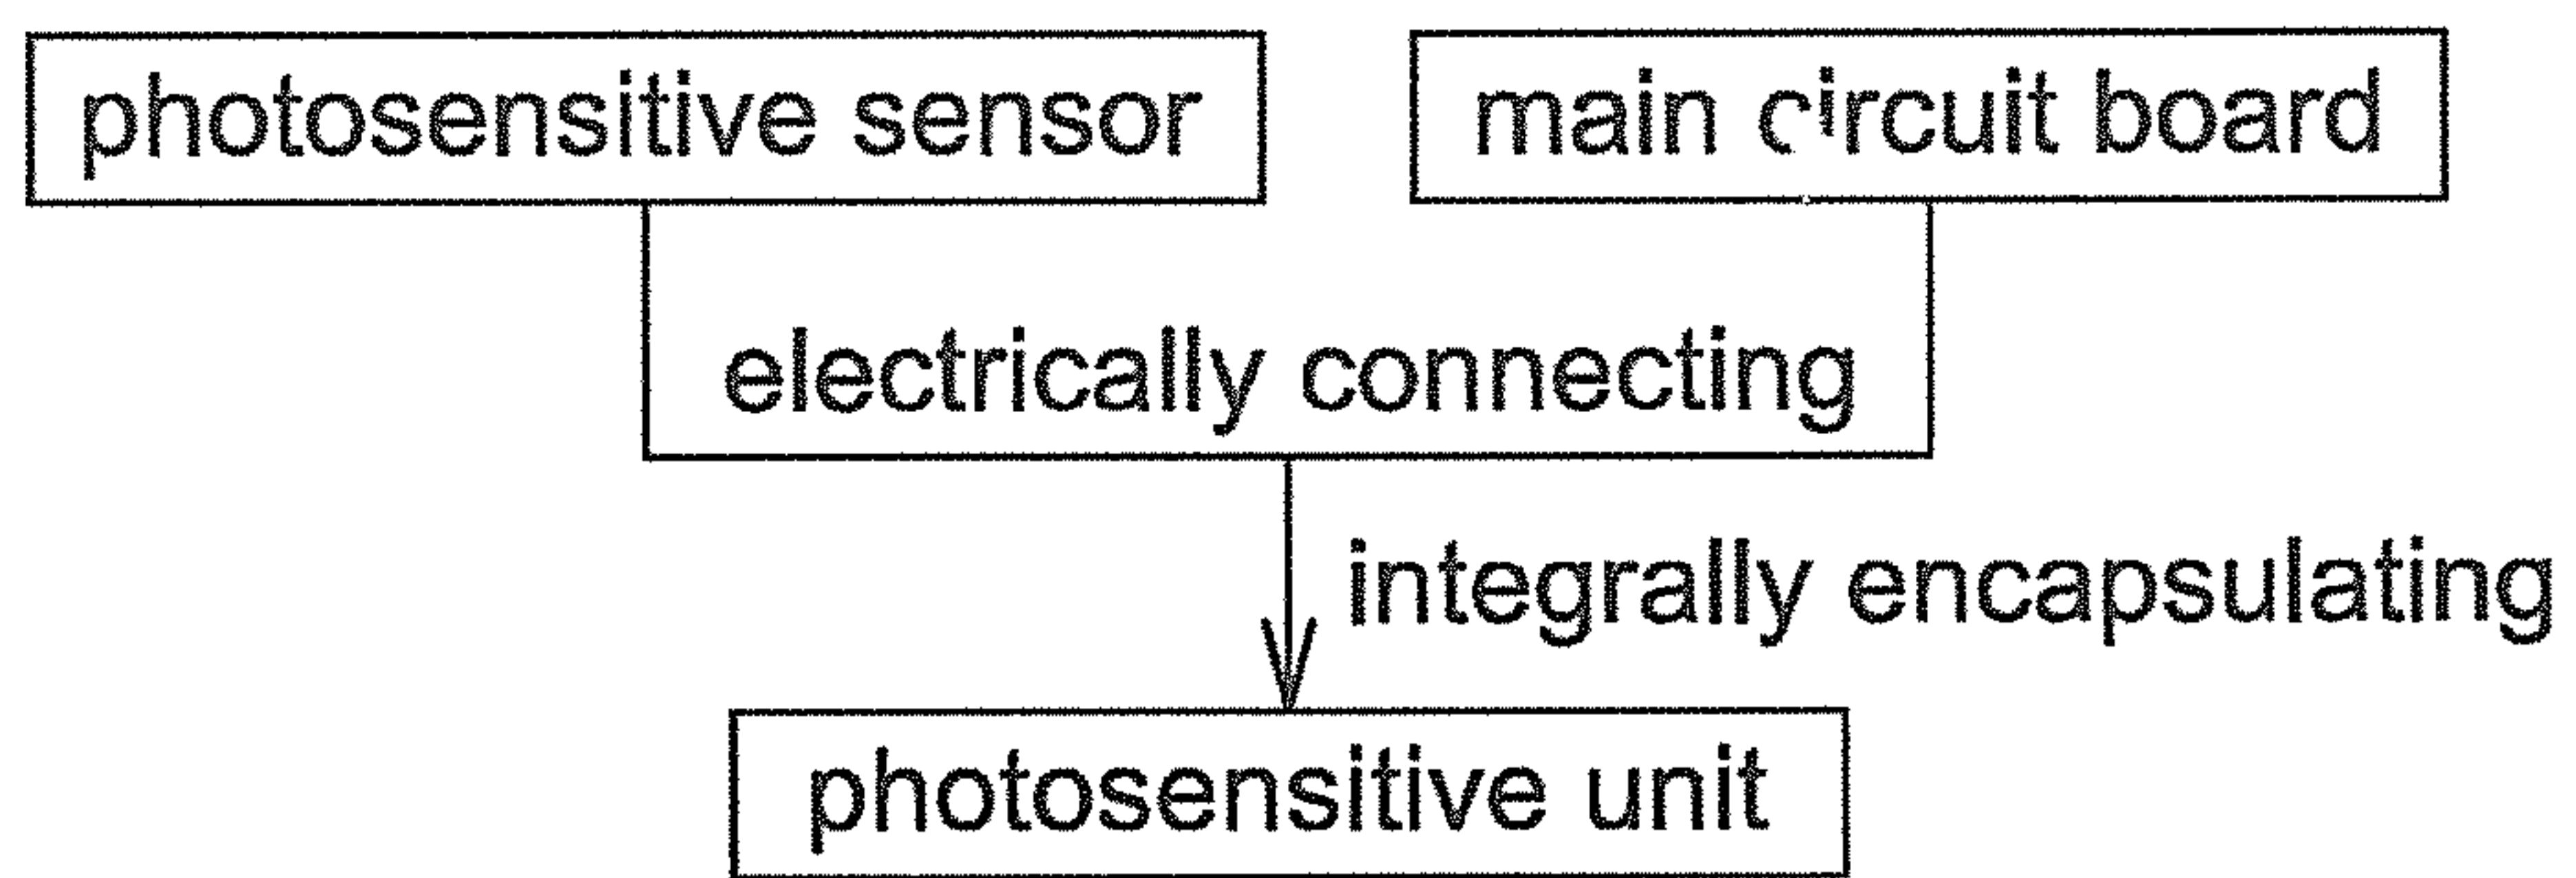 photosensitive sensor
main circuit board
electrically connecting
integrally encapsulating
photosensitive unit